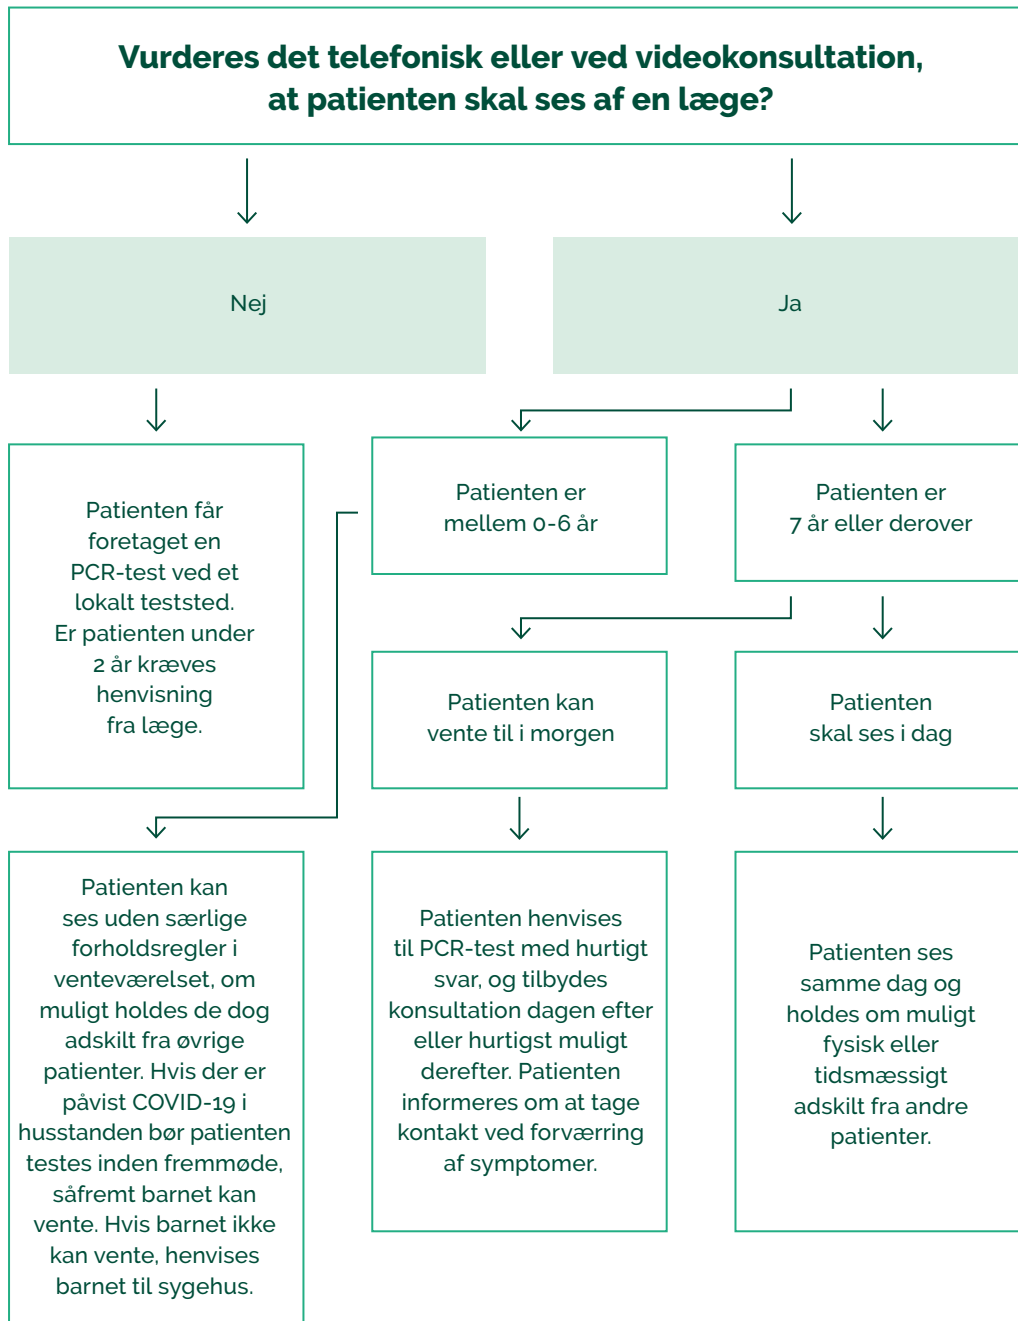 Vurderes det telefonisk eller ved videokonsultation,
at patienten skal ses af en læge?
Nej
Ja
Patienten får
foretaget en
PCR-test ved et
lokalt teststed.
Er patienten under
2 år kræves
henvisning
fra læge.
Patienten er
mellem 0-6 år
Patienten er
7 år eller derover
Patienten kan
vente til i morgen
Patienten
skal ses i dag
Patienten kan
ses uden særlige
forholdsregler i
venteværelset, om
muligt holdes de dog
adskilt fra øvrige
patienter. Hvis der er
påvist COVID-19 i
husstanden bør patienten
testes inden fremmøde,
såfremt barnet kan
vente. Hvis barnet ikke
kan vente, henvises
barnet til sygehus.
Patienten henvises
til PCR-test med hurtigt
svar, og tilbydes
konsultation dagen efter
eller hurtigst muligt
derefter. Patienten
informeres om at tage
kontakt ved forværring
af symptomer.
Patienten ses
samme dag og
holdes om muligt
fysisk eller
tidsmæssigt
adskilt fra andre
patienter.